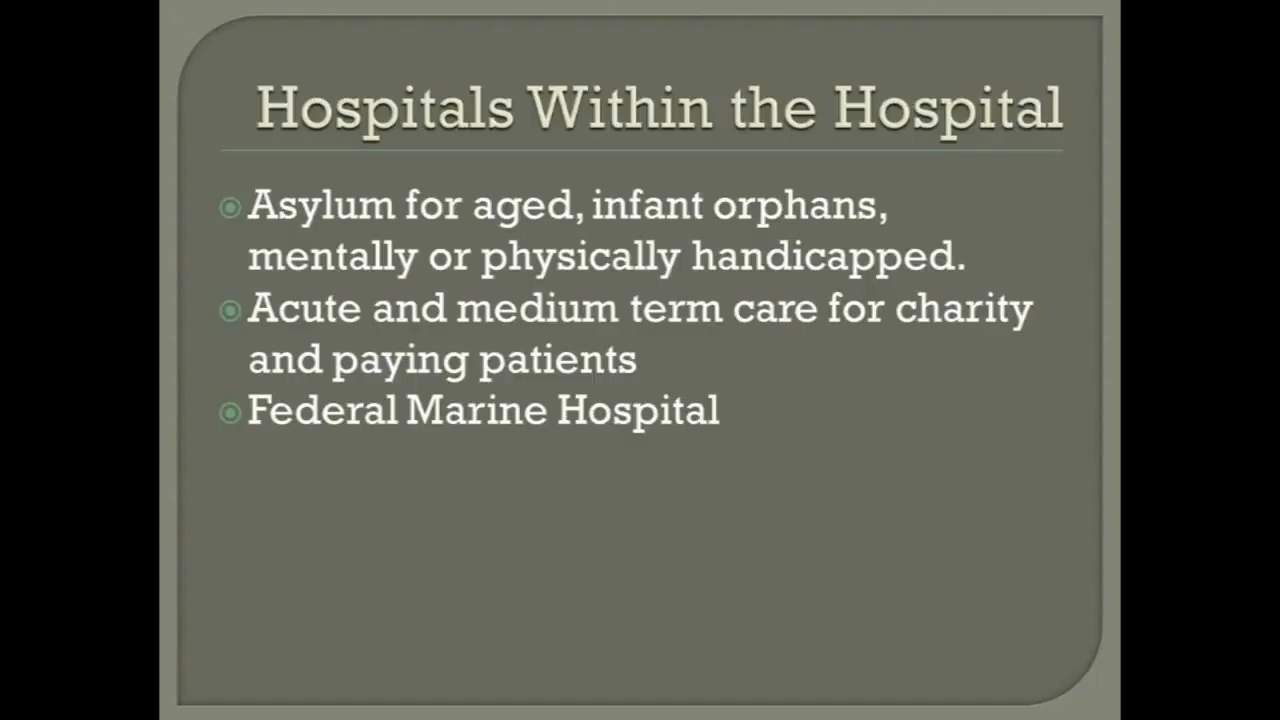 Hospitals Within the Hospital
Asylum for aged, infant orphans,
mentally or physically handicapped.
Acute and medium term care for charity
and paying patients
Federal Marine Hospital